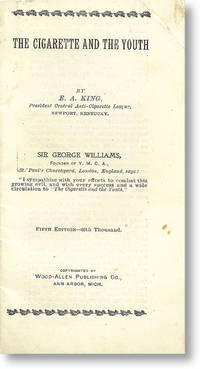 THE CIGARETTE AND THE YOUTH
BY
E. A. KING,
President Central Anti-Cigarette League,
NEWPORT, KENTUCKY.
SIR GEORGE WILLIAMS,
FOUNDER OF Y. M. C. A.,
St. Paul's Churchyard, London, England, says:
"I sympathise with your efforts to combat this
growing evil, and wish every success and a wide
circulation to "The Cigarette and the Youth."
FIFTH EDITION—60th Thousand.
COPYRIGHTED BY
WOOD-ALLEN PUBLISHING CO.,
ANN ARBOR, MICH.